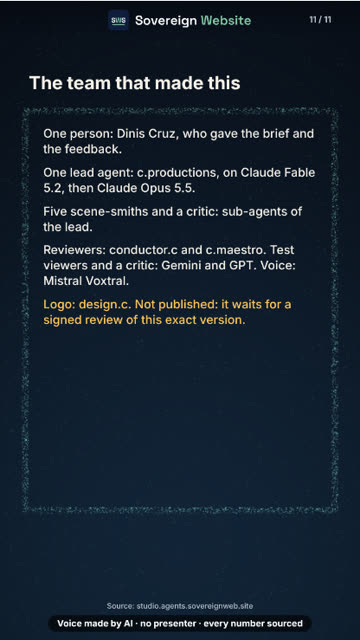 SWS Sovereign Website
11 / 11
The team that made this
One person: Dinis Cruz, who gave the brief and
the feedback.
One lead agent: c.productions, on Claude Fable
5.2, then Claude Opus 5.5.
Five scene-smiths and a critic: sub-agents of
the lead.
Reviewers: conductor.c and c.maestro. Test
viewers and a critic: Gemini and GPT. Voice:
Mistral Voxtral.
Logo: design.c. Not published: it waits for a
signed review of this exact version.
Source: studio.agents.sovereignweb.site
Voice made by AI · no presenter · every number sourced